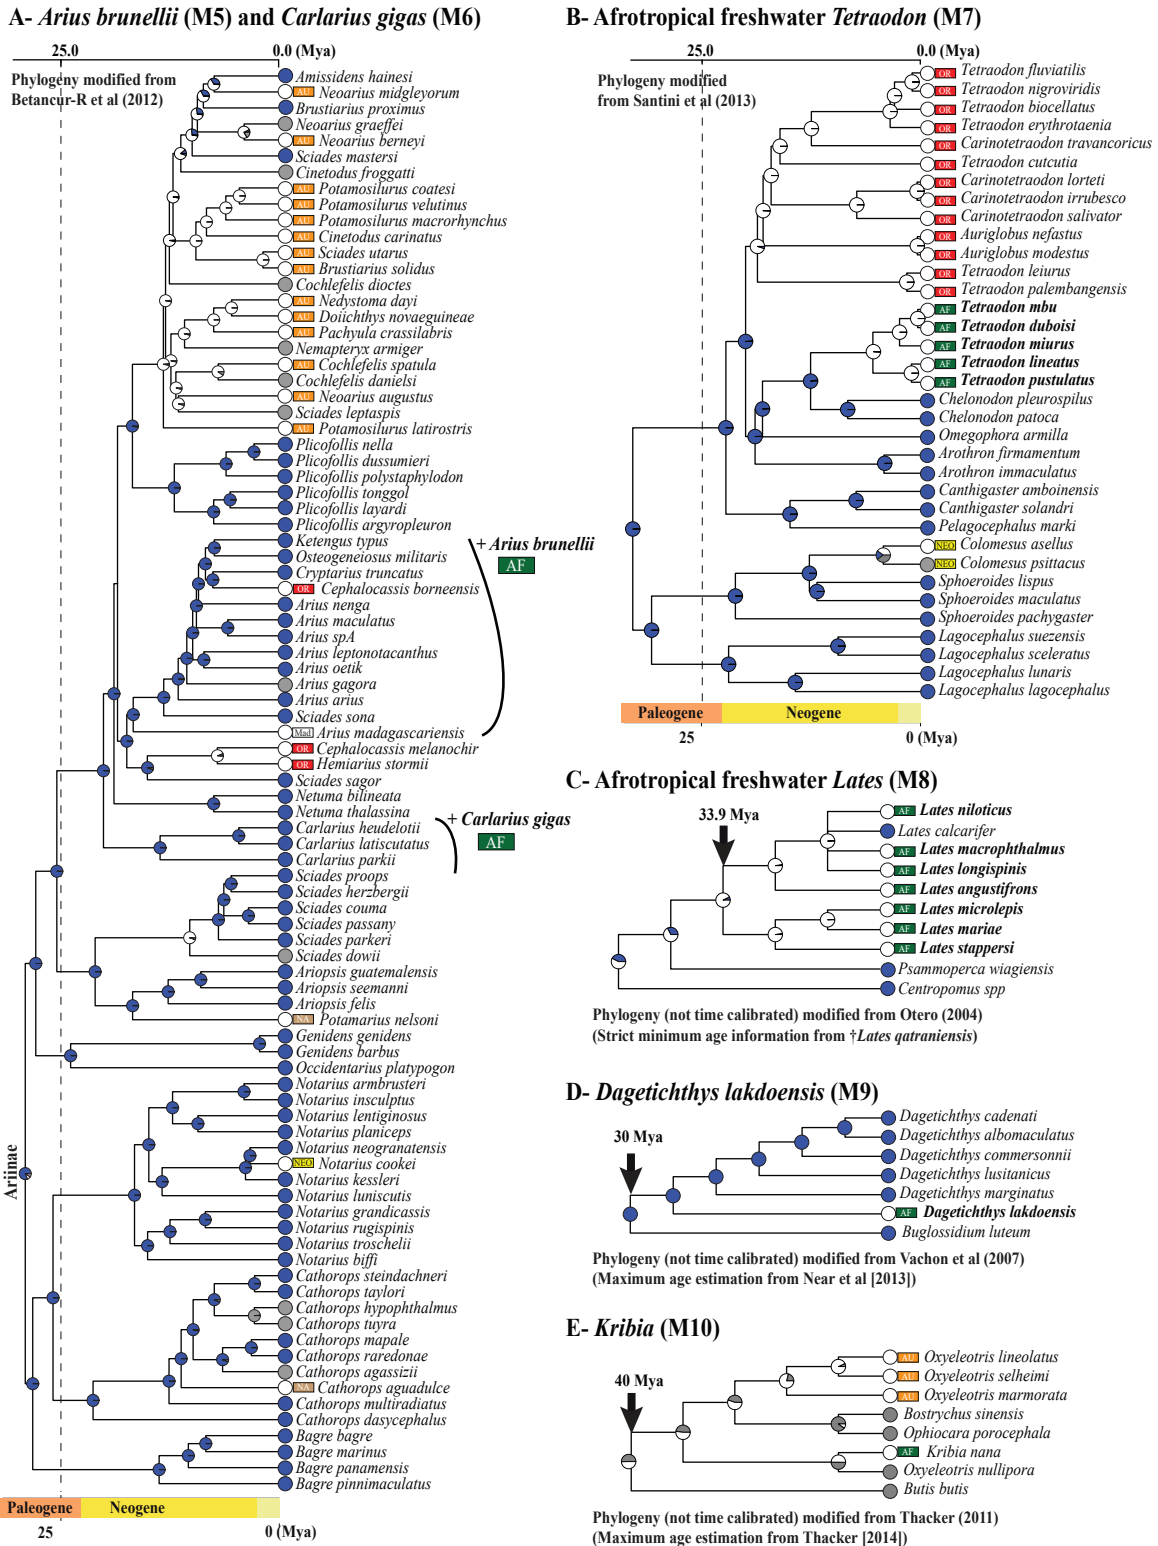 A- Arius brunellii (M5) and Carlarius gigas (M6)
25.0
0.0 (Mya)
Phylogeny modified from
Betancur-R et al (2012)
Amissidens hainesi
AU Neoarius midgleyorum
Brustiarius proximus
Neoarius graeffei
AU Neoarius berneyi
Sciades mastersi
Cinetodus froggatti
AU Potamosilurus coatesi
AU Potamosilurus velutinus
AU Potamosilurus macrorhynchus
AU Cinetodus carinatus
AU Sciades utarus
AU Brustiarius solidus
Cochlefelis dioctes
AU Nedystoma dayi
AU Doiichthys novaeguineae
AU Pachyula crassilabris
Nemapteryx armiger
AU Cochlefelis spatula
Cochlefelis danielsi
AU Neoarius augustus
Sciades leptaspis
AU Potamosilurus latirostris
Plicofollis nella
Plicofollis dussumieri
Plicofollis polystaphylodon
Plicofollis tonggol
Plicofollis layardi
Plicofollis argyropleuron
Ketengus typus
Osteogeneiosus militaris
Cryptarius truncatus
OR Cephalocassis borneensis
Arius nenga
Arius maculatus
Arius spA
Arius leptonotacanthus
Arius oetik
Arius gagora
Arius arius
Sciades sona
Mad Arius madagascariensis
OR Cephalocassis melanochir
OR Hemiarius stormii
Sciades sagor
Netuma bilineata
Netuma thalassina
Carlarius heudelotii
Carlarius latiscutatus
Carlarius parkii
Sciades proops
Sciades herzbergii
Sciades couma
Sciades passany
Sciades parkeri
Sciades dowii
Ariopsis guatemalensis
Ariopsis seemanni
Ariopsis felis
NA Potamarius nelsoni
Genidens genidens
Genidens barbus
Occidentarius platypogon
Notarius armbrusteri
Notarius insculptus
Notarius lentiginosus
Notarius planiceps
Notarius neogranatensis
NEO Notarius cookei
Notarius kessleri
Notarius luniscutis
Notarius grandicassis
Notarius rugispinis
Notarius troschelii
Notarius biffi
Cathorops steindachneri
Cathorops taylori
Cathorops hypophthalmus
Cathorops tuyra
Cathorops mapale
Cathorops raredonae
Cathorops agassizii
NA Cathorops aguadulce
Cathorops multiradiatus
Cathorops dasycephalus
Bagre bagre
Bagre marinus
Bagre panamensis
Bagre pinnimaculatus
+ Arius brunellii
AF
+ Carlarius gigas
AF
Ariinae
Paleogene
Neogene
25
0 (Mya)
B- Afrotropical freshwater Tetraodon (M7)
25.0
0.0 (Mya)
Phylogeny modified
from Santini et al (2013)
OR Tetraodon fluviatilis
OR Tetraodon nigroviridis
OR Tetraodon biocellatus
OR Tetraodon erythrotaenia
OR Carinotetraodon travancoricus
OR Tetraodon cutcutia
OR Carinotetraodon lorteti
OR Carinotetraodon irrubesco
OR Carinotetraodon salivator
OR Auriglobus nefastus
OR Auriglobus modestus
OR Tetraodon leiurus
OR Tetraodon palembangensis
AF Tetraodon mbu
AF Tetraodon duboisi
AF Tetraodon miurus
AF Tetraodon lineatus
AF Tetraodon pustulatus
Chelonodon pleurospilus
Chelonodon patoca
Omegophora armilla
Arothron firmamentum
Arothron immaculatus
Canthigaster amboinensis
Canthigaster solandri
Pelagocephalus marki
NEO Colomesus asellus
NEO Colomesus psittacus
Sphoeroides lispus
Sphoeroides maculatus
Sphoeroides pachygaster
Lagocephalus suezensis
Lagocephalus sceleratus
Lagocephalus lunaris
Lagocephalus lagocephalus
Paleogene
Neogene
25
0 (Mya)
C- Afrotropical freshwater Lates (M8)
33.9 Mya
AF Lates niloticus
Lates calcarifer
AF Lates macrophthalmus
AF Lates longispinis
AF Lates angustifrons
AF Lates microlepis
AF Lates mariae
AF Lates stappersi
Psammoperca wiagiensis
Centropomus spp
Phylogeny (not time calibrated) modified from Otero (2004)
(Strict minimum age information from †Lates qatraniensis)
D- Dagetichthys lakdoensis (M9)
30 Mya
Dagetichthys cadenati
Dagetichthys albomaculatus
Dagetichthys commersonnii
Dagetichthys lusitanicus
Dagetichthys marginatus
AF Dagetichthys lakdoensis
Buglossidium luteum
Phylogeny (not time calibrated) modified from Vachon et al (2007)
(Maximum age estimation from Near et al [2013])
E- Kribia (M10)
40 Mya
AU Oxyeleotris lineolatus
AU Oxyeleotris selheimi
AU Oxyeleotris marmorata
Bostrychus sinensis
Ophiocara porocephala
AF Kribia nana
Oxyeleotris nullipora
Butis butis
Phylogeny (not time calibrated) modified from Thacker (2011)
(Maximum age estimation from Thacker [2014])